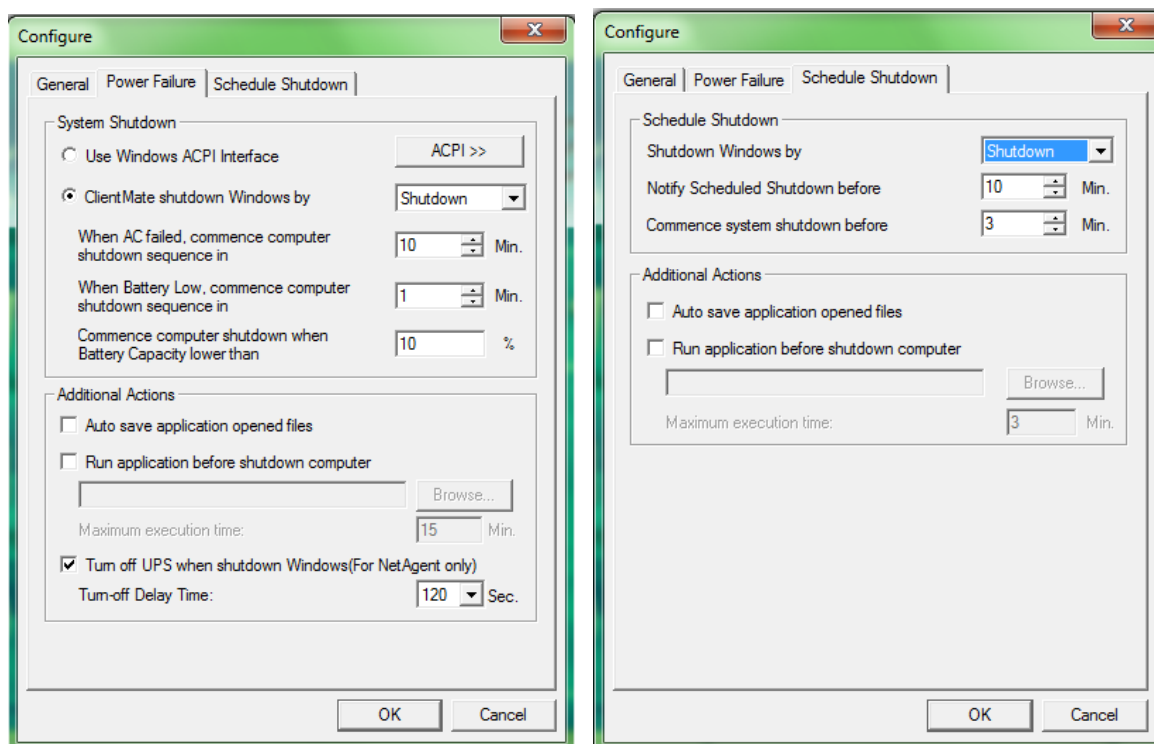 Configure
General
Power Failure
Schedule Shutdown
System Shutdown
Use Windows ACPI Interface
ACPI >>
ClientMate shutdown Windows by
Shutdown
When AC failed, commence computer
shutdown sequence in
10
Min.
When Battery Low, commence computer
shutdown sequence in
1
Min.
Commence computer shutdown when
Battery Capacity lower than
10
%
Additional Actions
Auto save application opened files
Run application before shutdown computer
Browse...
Maximum execution time:
15
Min.
Turn off UPS when shutdown Windows(For NetAgent only)
Turn-off Delay Time:
120
Sec.
OK
Cancel
Configure
General
Power Failure
Schedule Shutdown
Schedule Shutdown
Shutdown Windows by
Shutdown
Notify Scheduled Shutdown before
10
Min.
Commence system shutdown before
3
Min.
Additional Actions
Auto save application opened files
Run application before shutdown computer
Browse...
Maximum execution time:
3
Min.
OK
Cancel